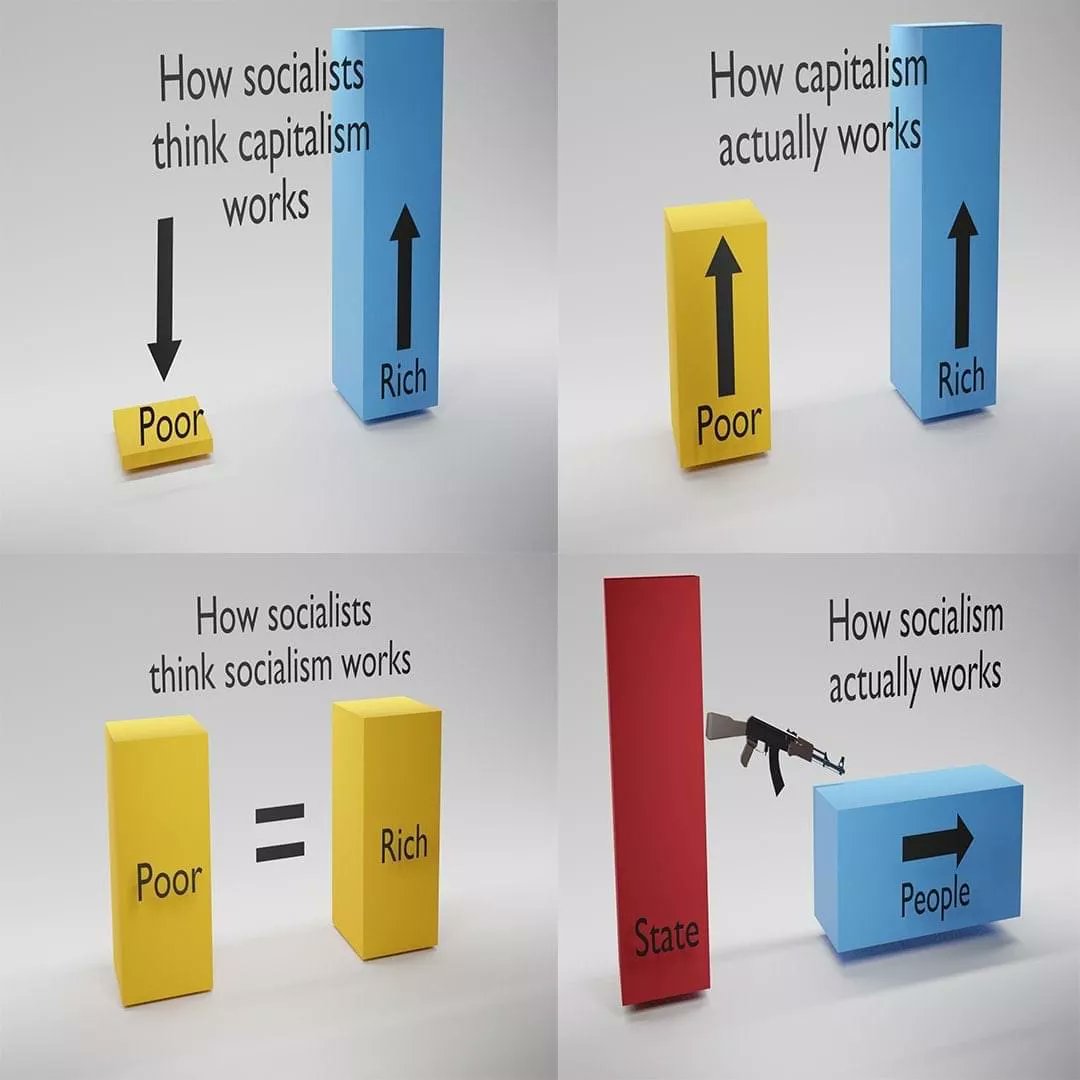 How socialists
think capitalism
works
Poor
Rich
How capitalism
actually works
Poor
Rich
How socialists
think socialism works
Poor
Rich
How socialism
actually works
State
People